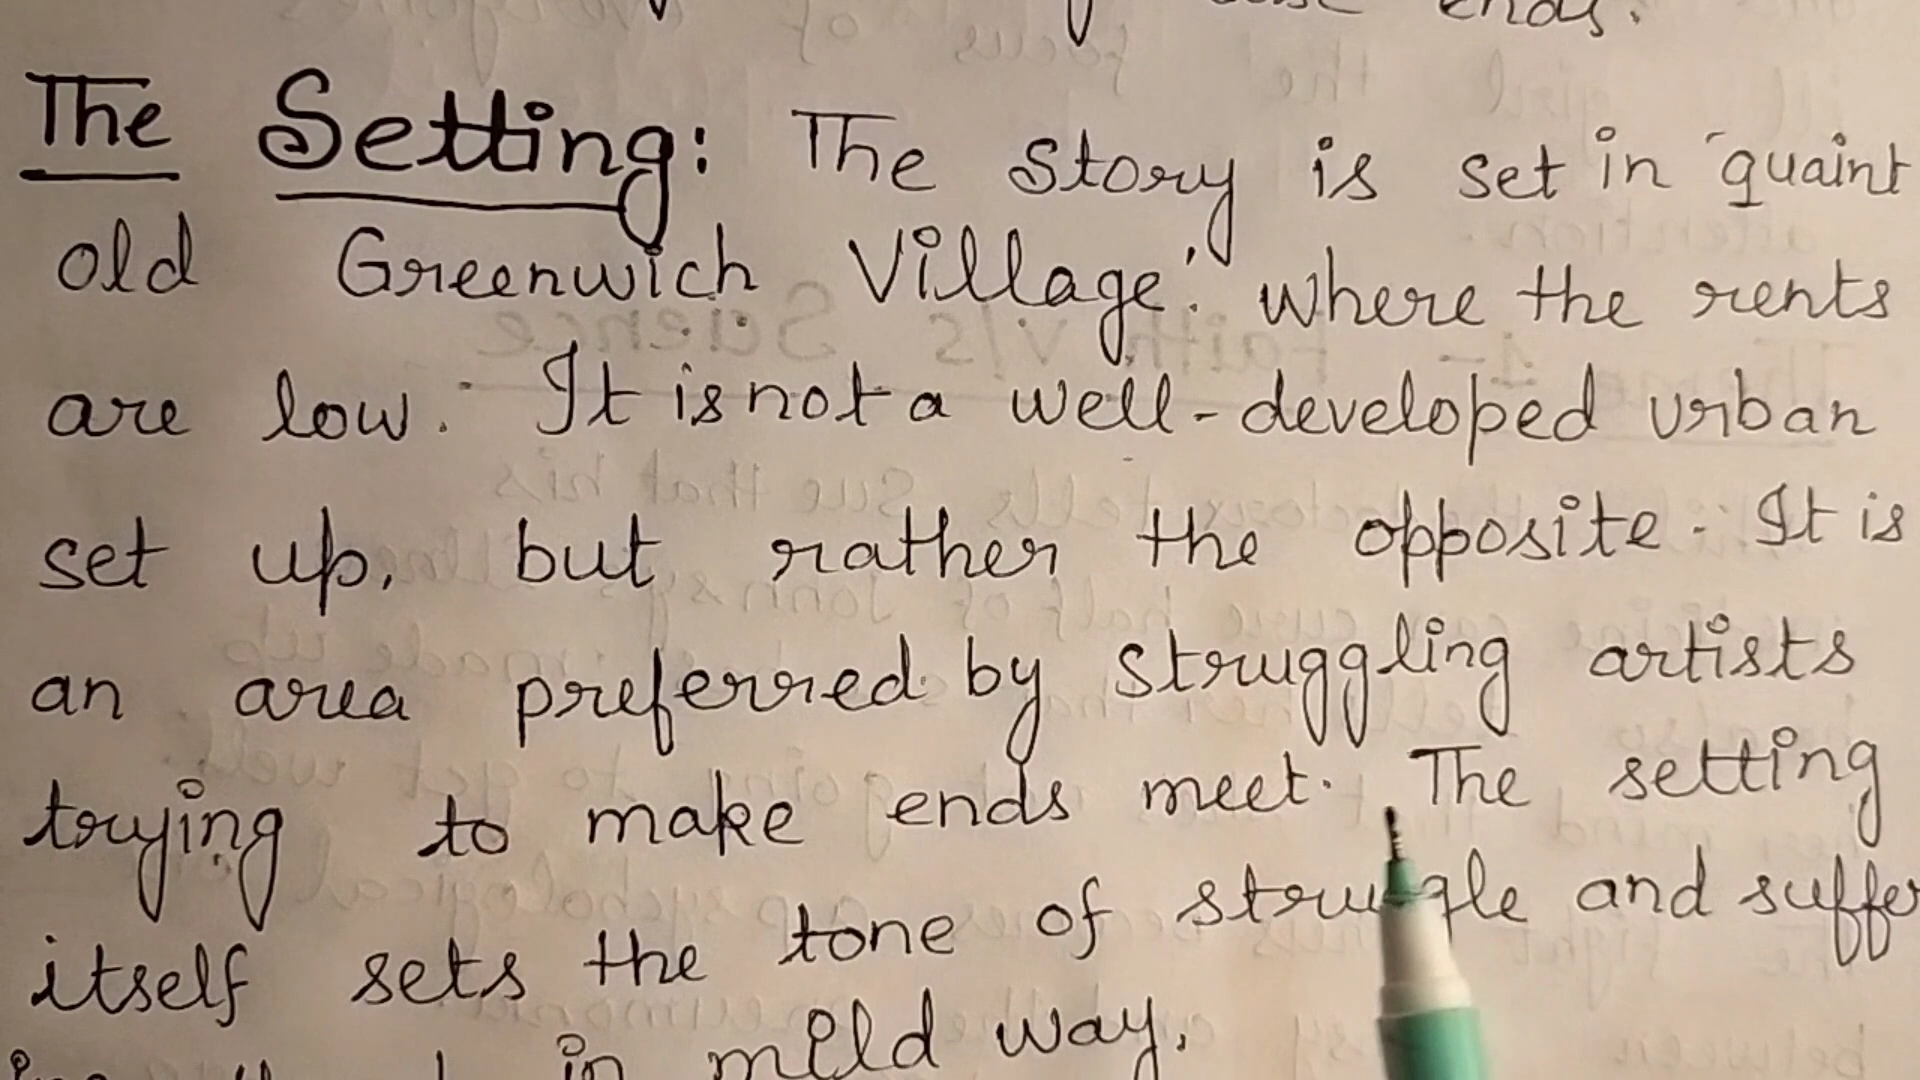 ends.
The Setting: The story is set in 'quaint
old Greenwich Village.' where the rents
are low. It is not a well-developed urban
set up, but rather the opposite. It is
an area preferred by struggling artists
trying to make ends meet. The setting
itself sets the tone of struggle and suffer
in mild way.